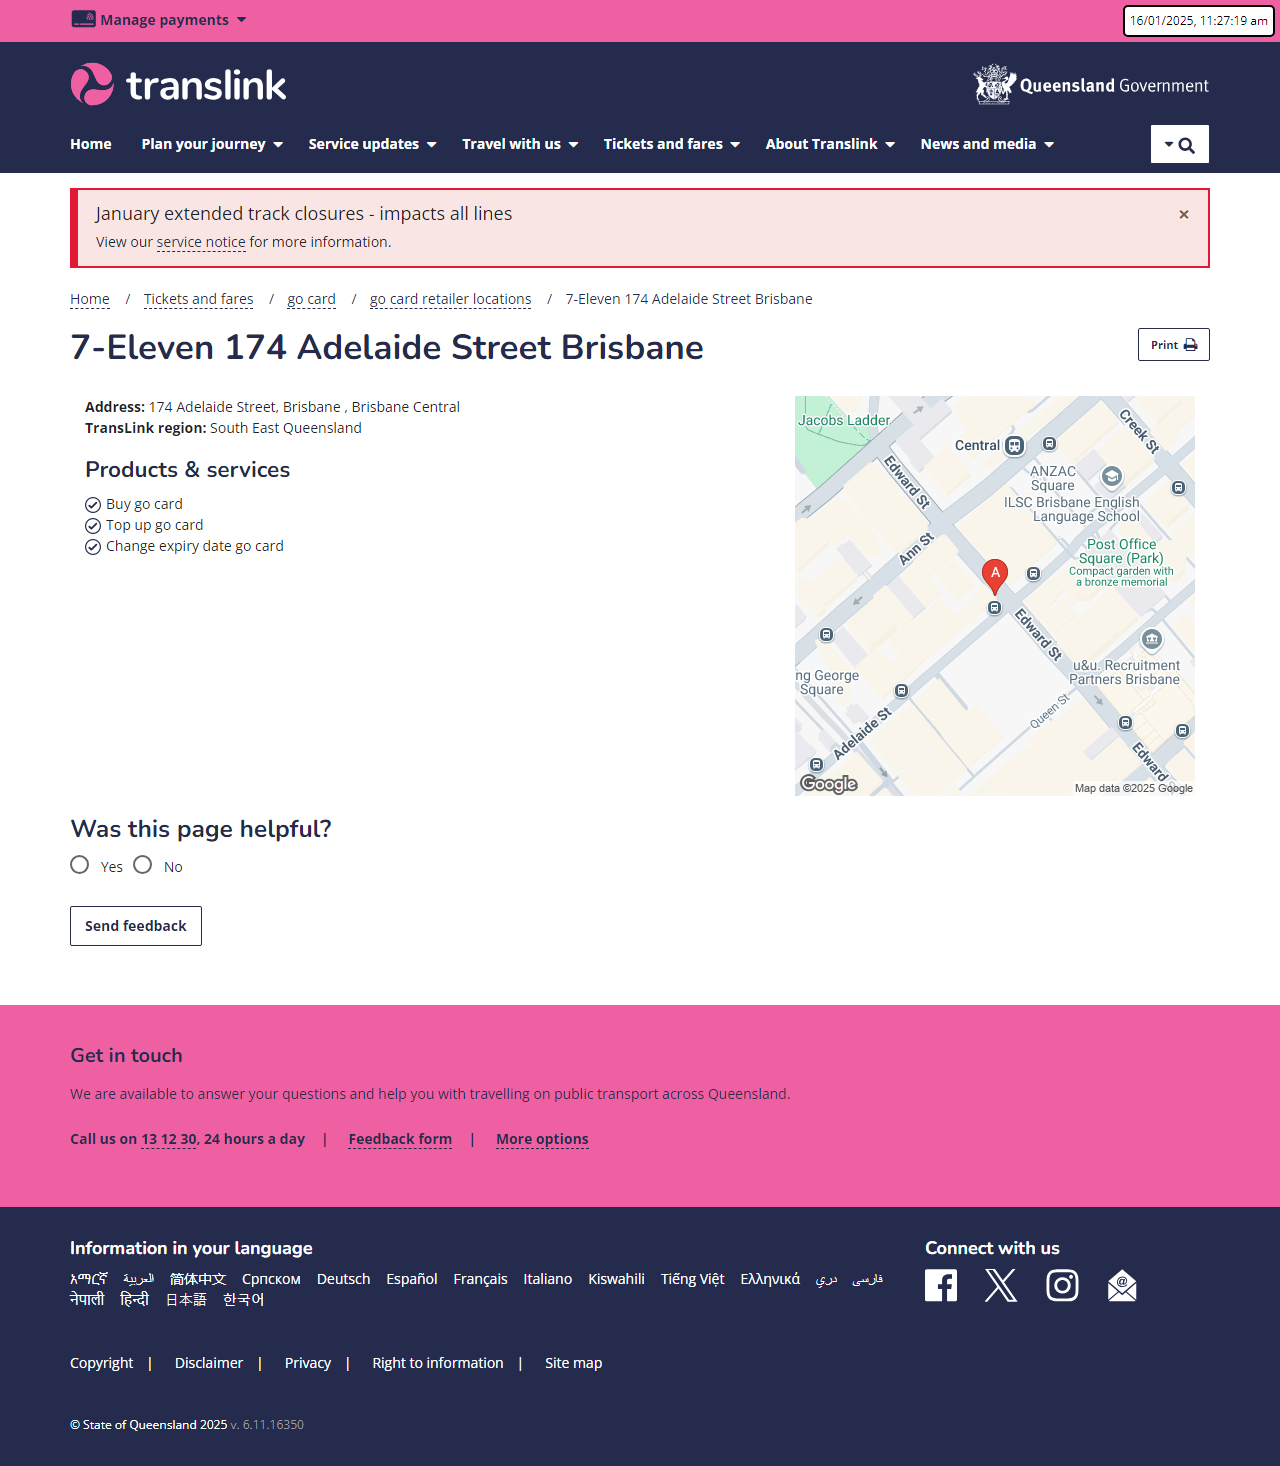 Manage payments
16/01/2025, 11:27:19 am
translink
Queensland Government
Home Plan your journey Service updates Travel with us Tickets and fares About Translink News and media
January extended track closures - impacts all lines ×
View our service notice for more information.
Home / Tickets and fares / go card / go card retailer locations / 7-Eleven 174 Adelaide Street Brisbane
7-Eleven 174 Adelaide Street Brisbane
Print
Address: 174 Adelaide Street, Brisbane , Brisbane Central
TransLink region: South East Queensland
Products & services
Buy go card
Top up go card
Change expiry date go card
Jacobs Ladder
Creek St
Central
Edward St
ANZAC
Square
ILSC Brisbane English
Language School
Ann St
Post Office
Square (Park)
Compact garden with
a bronze memorial
A
Edward St
u&u. Recruitment
Partners Brisbane
ng George
Square
Queen St
Adelaide St
Edward
Google
Map data ©2025 Google
Was this page helpful?
Yes No
Send feedback
Get in touch
We are available to answer your questions and help you with travelling on public transport across Queensland.
Call us on 13 12 30, 24 hours a day | Feedback form | More options
Information in your language
አማርኛ العربية 简体中文 Српском Deutsch Español Français Italiano Kiswahili Tiếng Việt Ελληνικά دري فارسی
नेपाली हिन्दी 日本語 한국어
Connect with us
Copyright | Disclaimer | Privacy | Right to information | Site map
© State of Queensland 2025 v. 6.11.16350